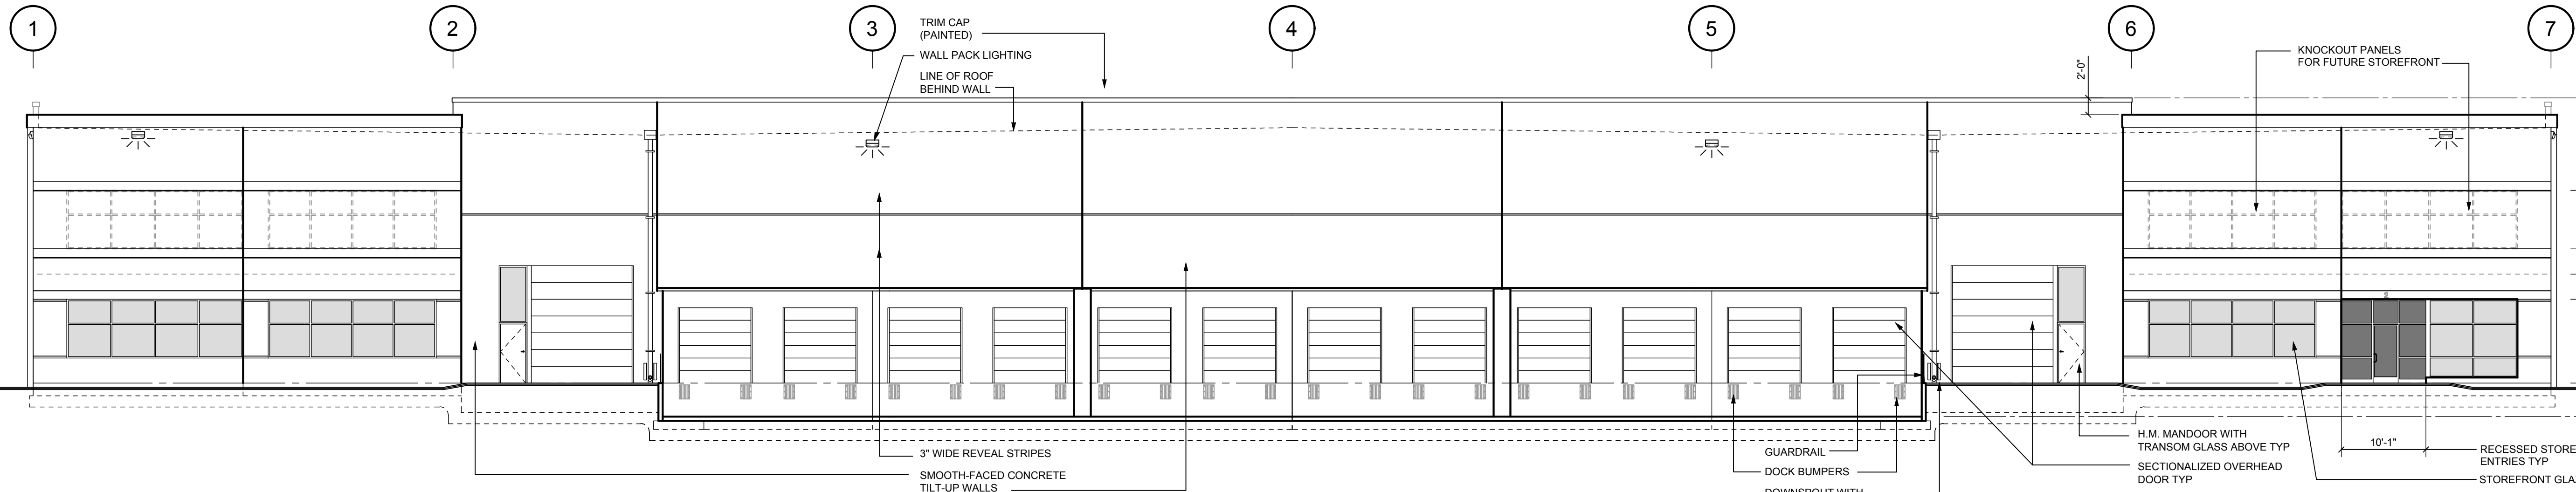 1
2
3
4
5
6
7
TRIM CAP
(PAINTED)
WALL PACK LIGHTING
LINE OF ROOF
BEHIND WALL
2'-0"
KNOCKOUT PANELS
FOR FUTURE STOREFRONT
3" WIDE REVEAL STRIPES
SMOOTH-FACED CONCRETE
TILT-UP WALLS
GUARDRAIL
DOCK BUMPERS
DOWNSPOUT WITH
H.M. MANDOOR WITH
TRANSOM GLASS ABOVE TYP
SECTIONALIZED OVERHEAD
DOOR TYP
10'-1"
RECESSED STORE
ENTRIES TYP
STOREFRONT GLA